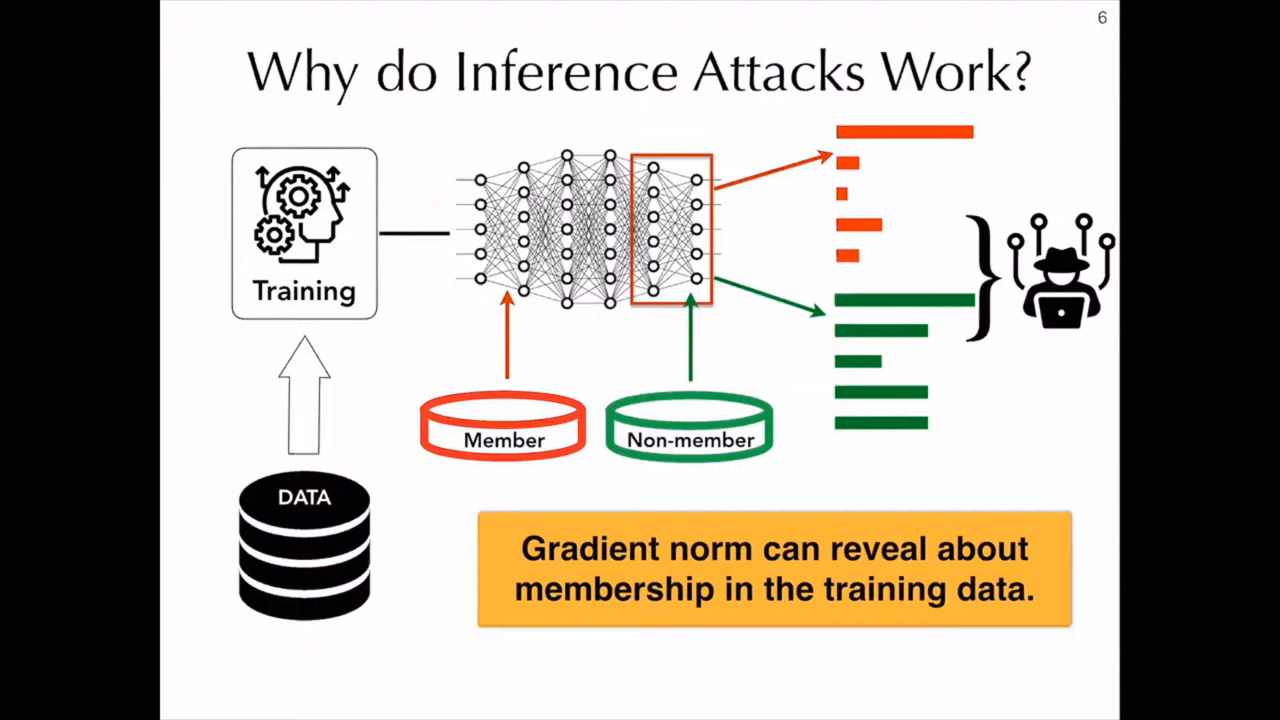 6
Why do Inference Attacks Work?
Training
Member
Non-member
DATA
Gradient norm can reveal about
membership in the training data.